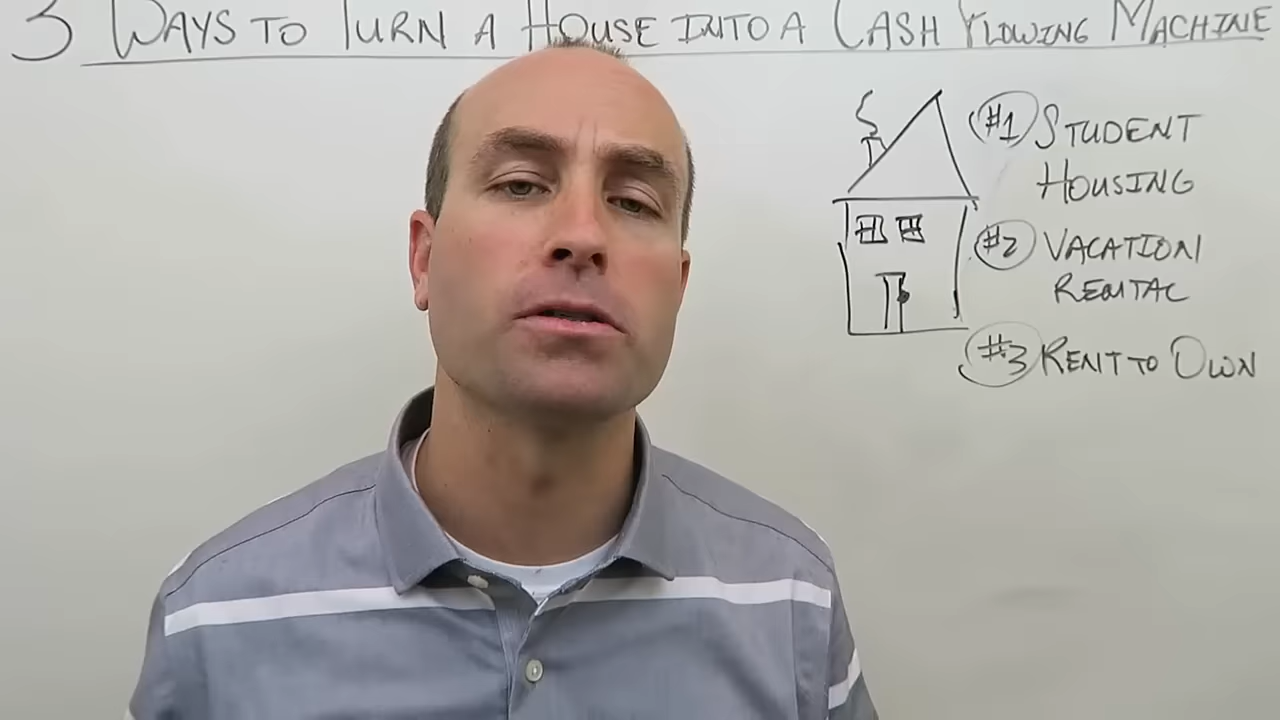 3 WAYS TO TURN A HOUSE INTO A CASH FLOWING MACHINE
#1 STUDENT
HOUSING
#2 VACATION
RENTAL
#3 RENT TO OWN